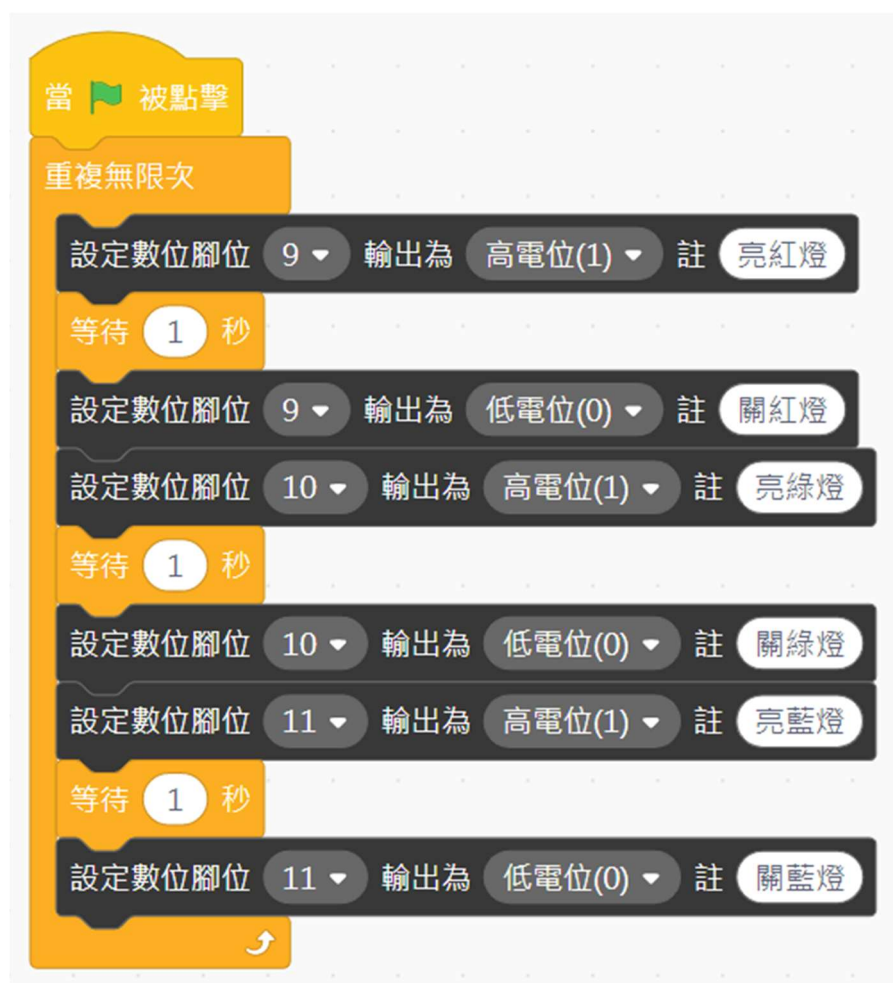 當 被點擊
重複無限次
設定數位腳位 9 輸出為 高電位(1) 註 亮紅燈
等待 1 秒
設定數位腳位 9 輸出為 低電位(0) 註 關紅燈
設定數位腳位 10 輸出為 高電位(1) 註 亮綠燈
等待 1 秒
設定數位腳位 10 輸出為 低電位(0) 註 關綠燈
設定數位腳位 11 輸出為 高電位(1) 註 亮藍燈
等待 1 秒
設定數位腳位 11 輸出為 低電位(0) 註 關藍燈